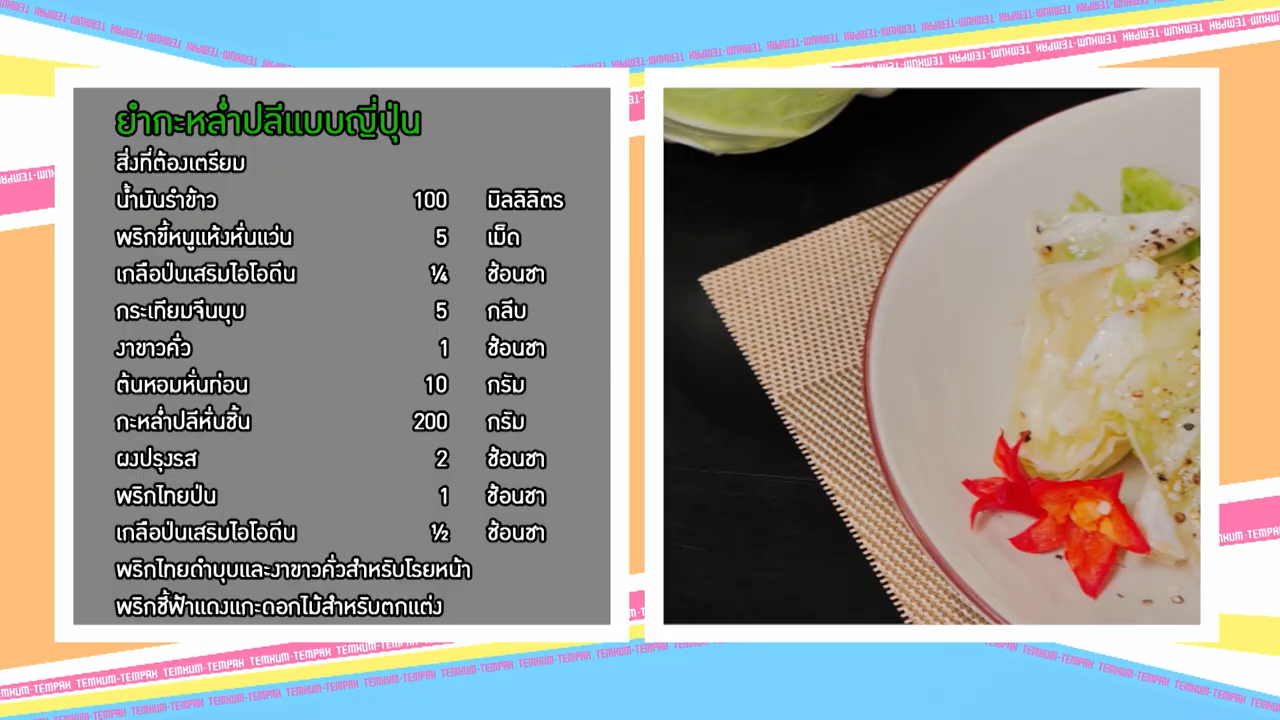 ยำกะหล่ำปลีแบบญี่ปุ่น
สิ่งที่ต้องเตรียม
น้ำมันรำข้าว 100 มิลลิลิตร
พริกขี้หนูแห้งหั่นแว่น 5 เม็ด
เกลือป่นเสริมไอโอดีน ¼ ช้อนชา
กระเทียมจีนบุบ 5 กลีบ
งาขาวคั่ว 1 ช้อนชา
ต้นหอมหั่นท่อน 10 กรัม
กะหล่ำปลีหั่นชิ้น 200 กรัม
ผงปรุงรส 2 ช้อนชา
พริกไทยป่น 1 ช้อนชา
เกลือป่นเสริมไอโอดีน ½ ช้อนชา
พริกไทยดำบุบและงาขาวคั่วสำหรับโรยหน้า
พริกชี้ฟ้าแดงแกะดอกไม้สำหรับตกแต่ง
TEMHUM-TEMPAH TEMHUM-TEMPAH TEMHUM-TEMPAH TEMHUM-TEMPAH